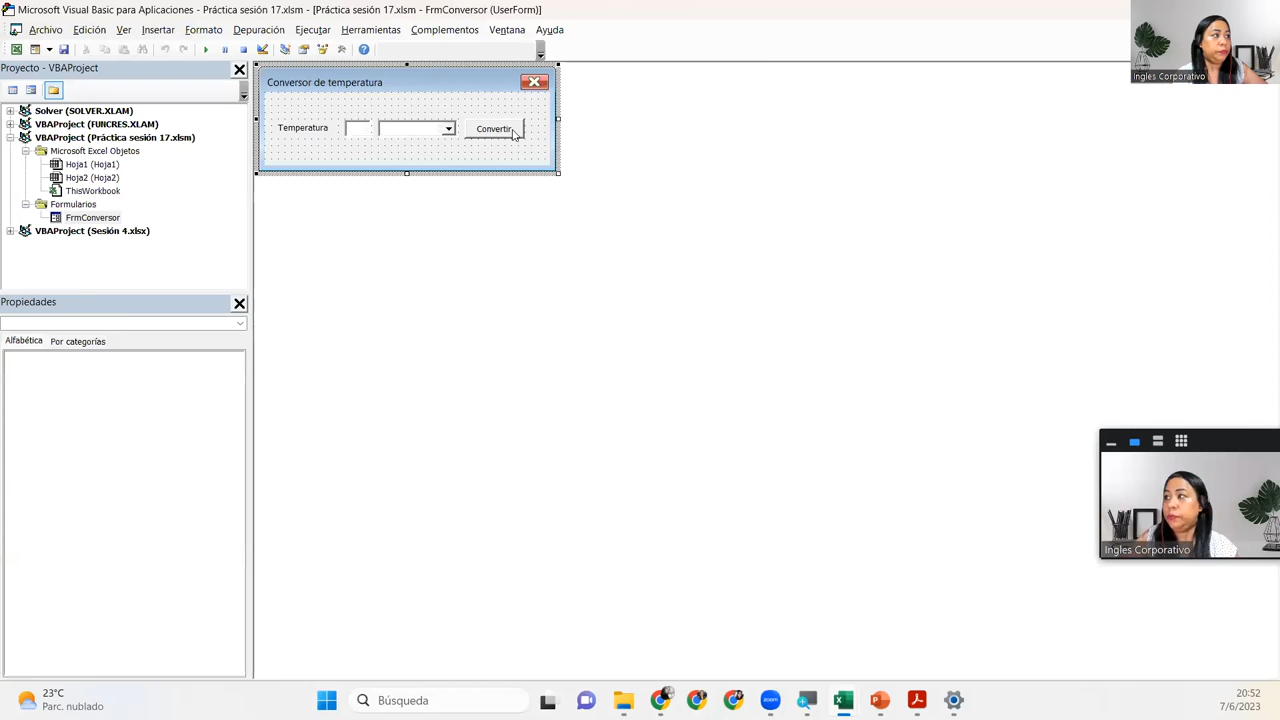 Microsoft Visual Basic para Aplicaciones - Práctica sesión 17.xlsm - [Práctica sesión 17.xlsm - FrmConversor (UserForm)]
Archivo Edición Ver Insertar Formato Depuración Ejecutar Herramientas Complementos Ventana Ayuda
Proyecto - VBAProject
Solver (SOLVER.XLAM)
VBAProject (FUNCRES.XLAM)
VBAProject (Práctica sesión 17.xlsm)
Microsoft Excel Objetos
Hoja1 (Hoja1)
Hoja2 (Hoja2)
ThisWorkbook
Formularios
FrmConversor
VBAProject (Sesión 4.xlsx)
Propiedades
Alfabética Por categorías
Conversor de temperatura
Temperatura Convertir
Ingles Corporativo
Ingles Corporativo
23°C
Parc. nublado
Búsqueda
zoom
20:52
7/6/2023